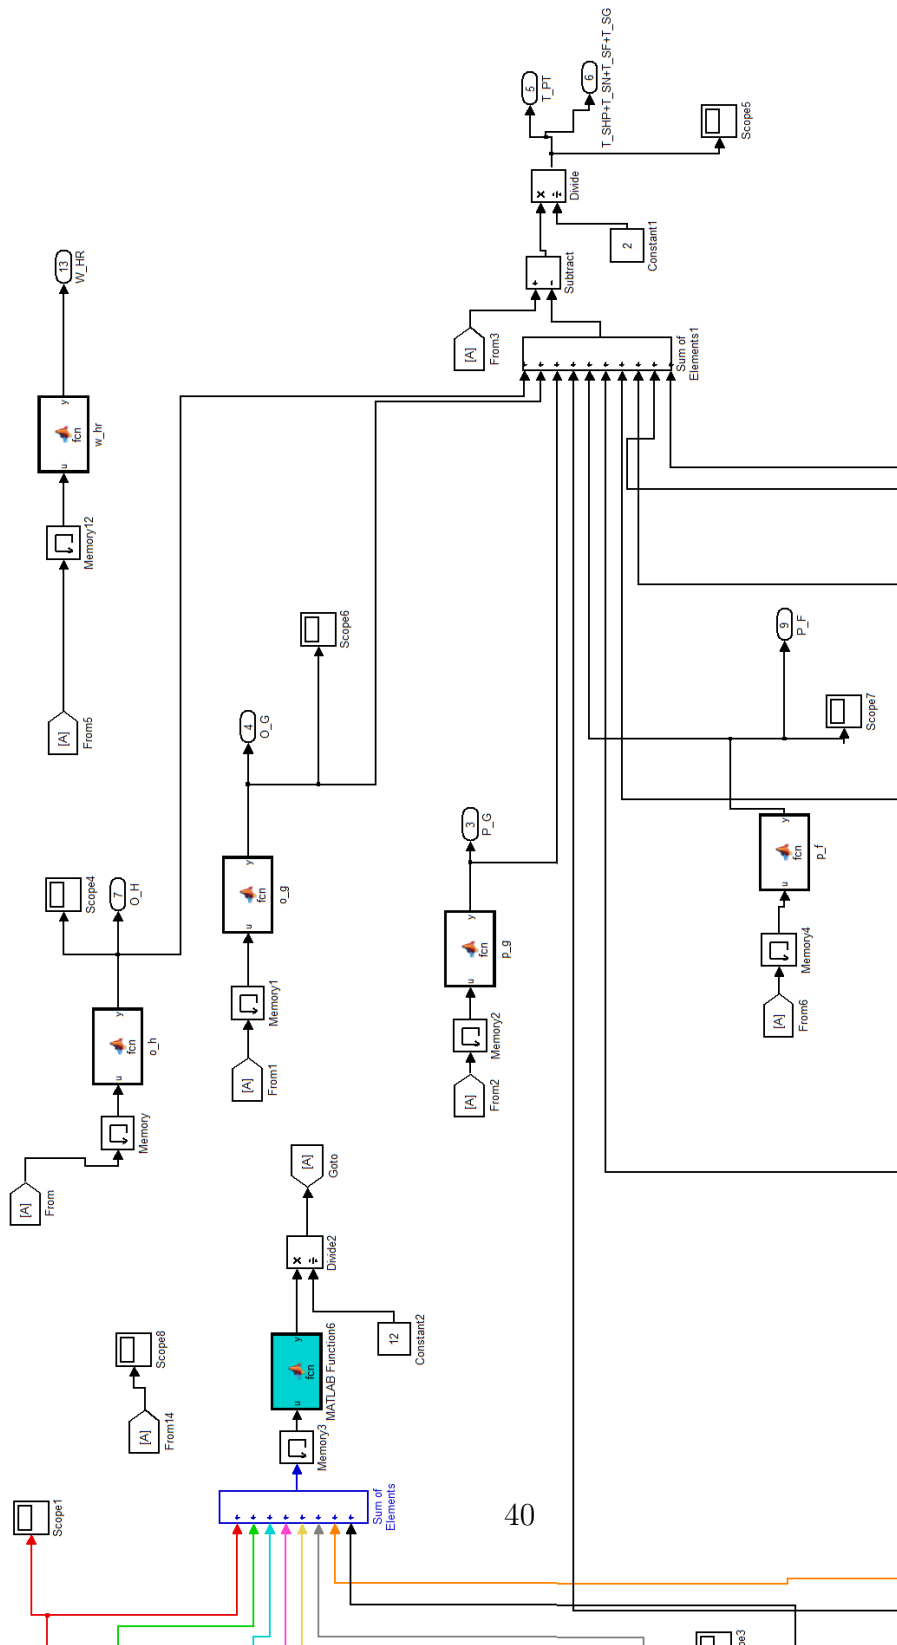 5
T_PT
6
T_SHP+T_SN+T_SF+T_SG
Scope5
×
÷
Divide
2
Constant1
+
-
Subtract
[A]
From3
Sum of
Elements1
13
W_HR
u
y
fcn
w_hr
Memory12
[A]
From5
Scope6
4
O_G
u
y
fcn
o_g
Memory1
[A]
From1
Scope4
7
O_H
u
y
fcn
o_h
Memory
[A]
From
3
P_G
u
y
fcn
p_g
Memory2
[A]
From2
9
P_F
Scope7
u
y
fcn
p_f
Memory4
[A]
From6
[A]
Goto
×
÷
Divide2
12
Constant2
u
y
fcn
MATLAB Function6
Memory3
Scope8
[A]
From14
Scope1
Sum of
Elements
40